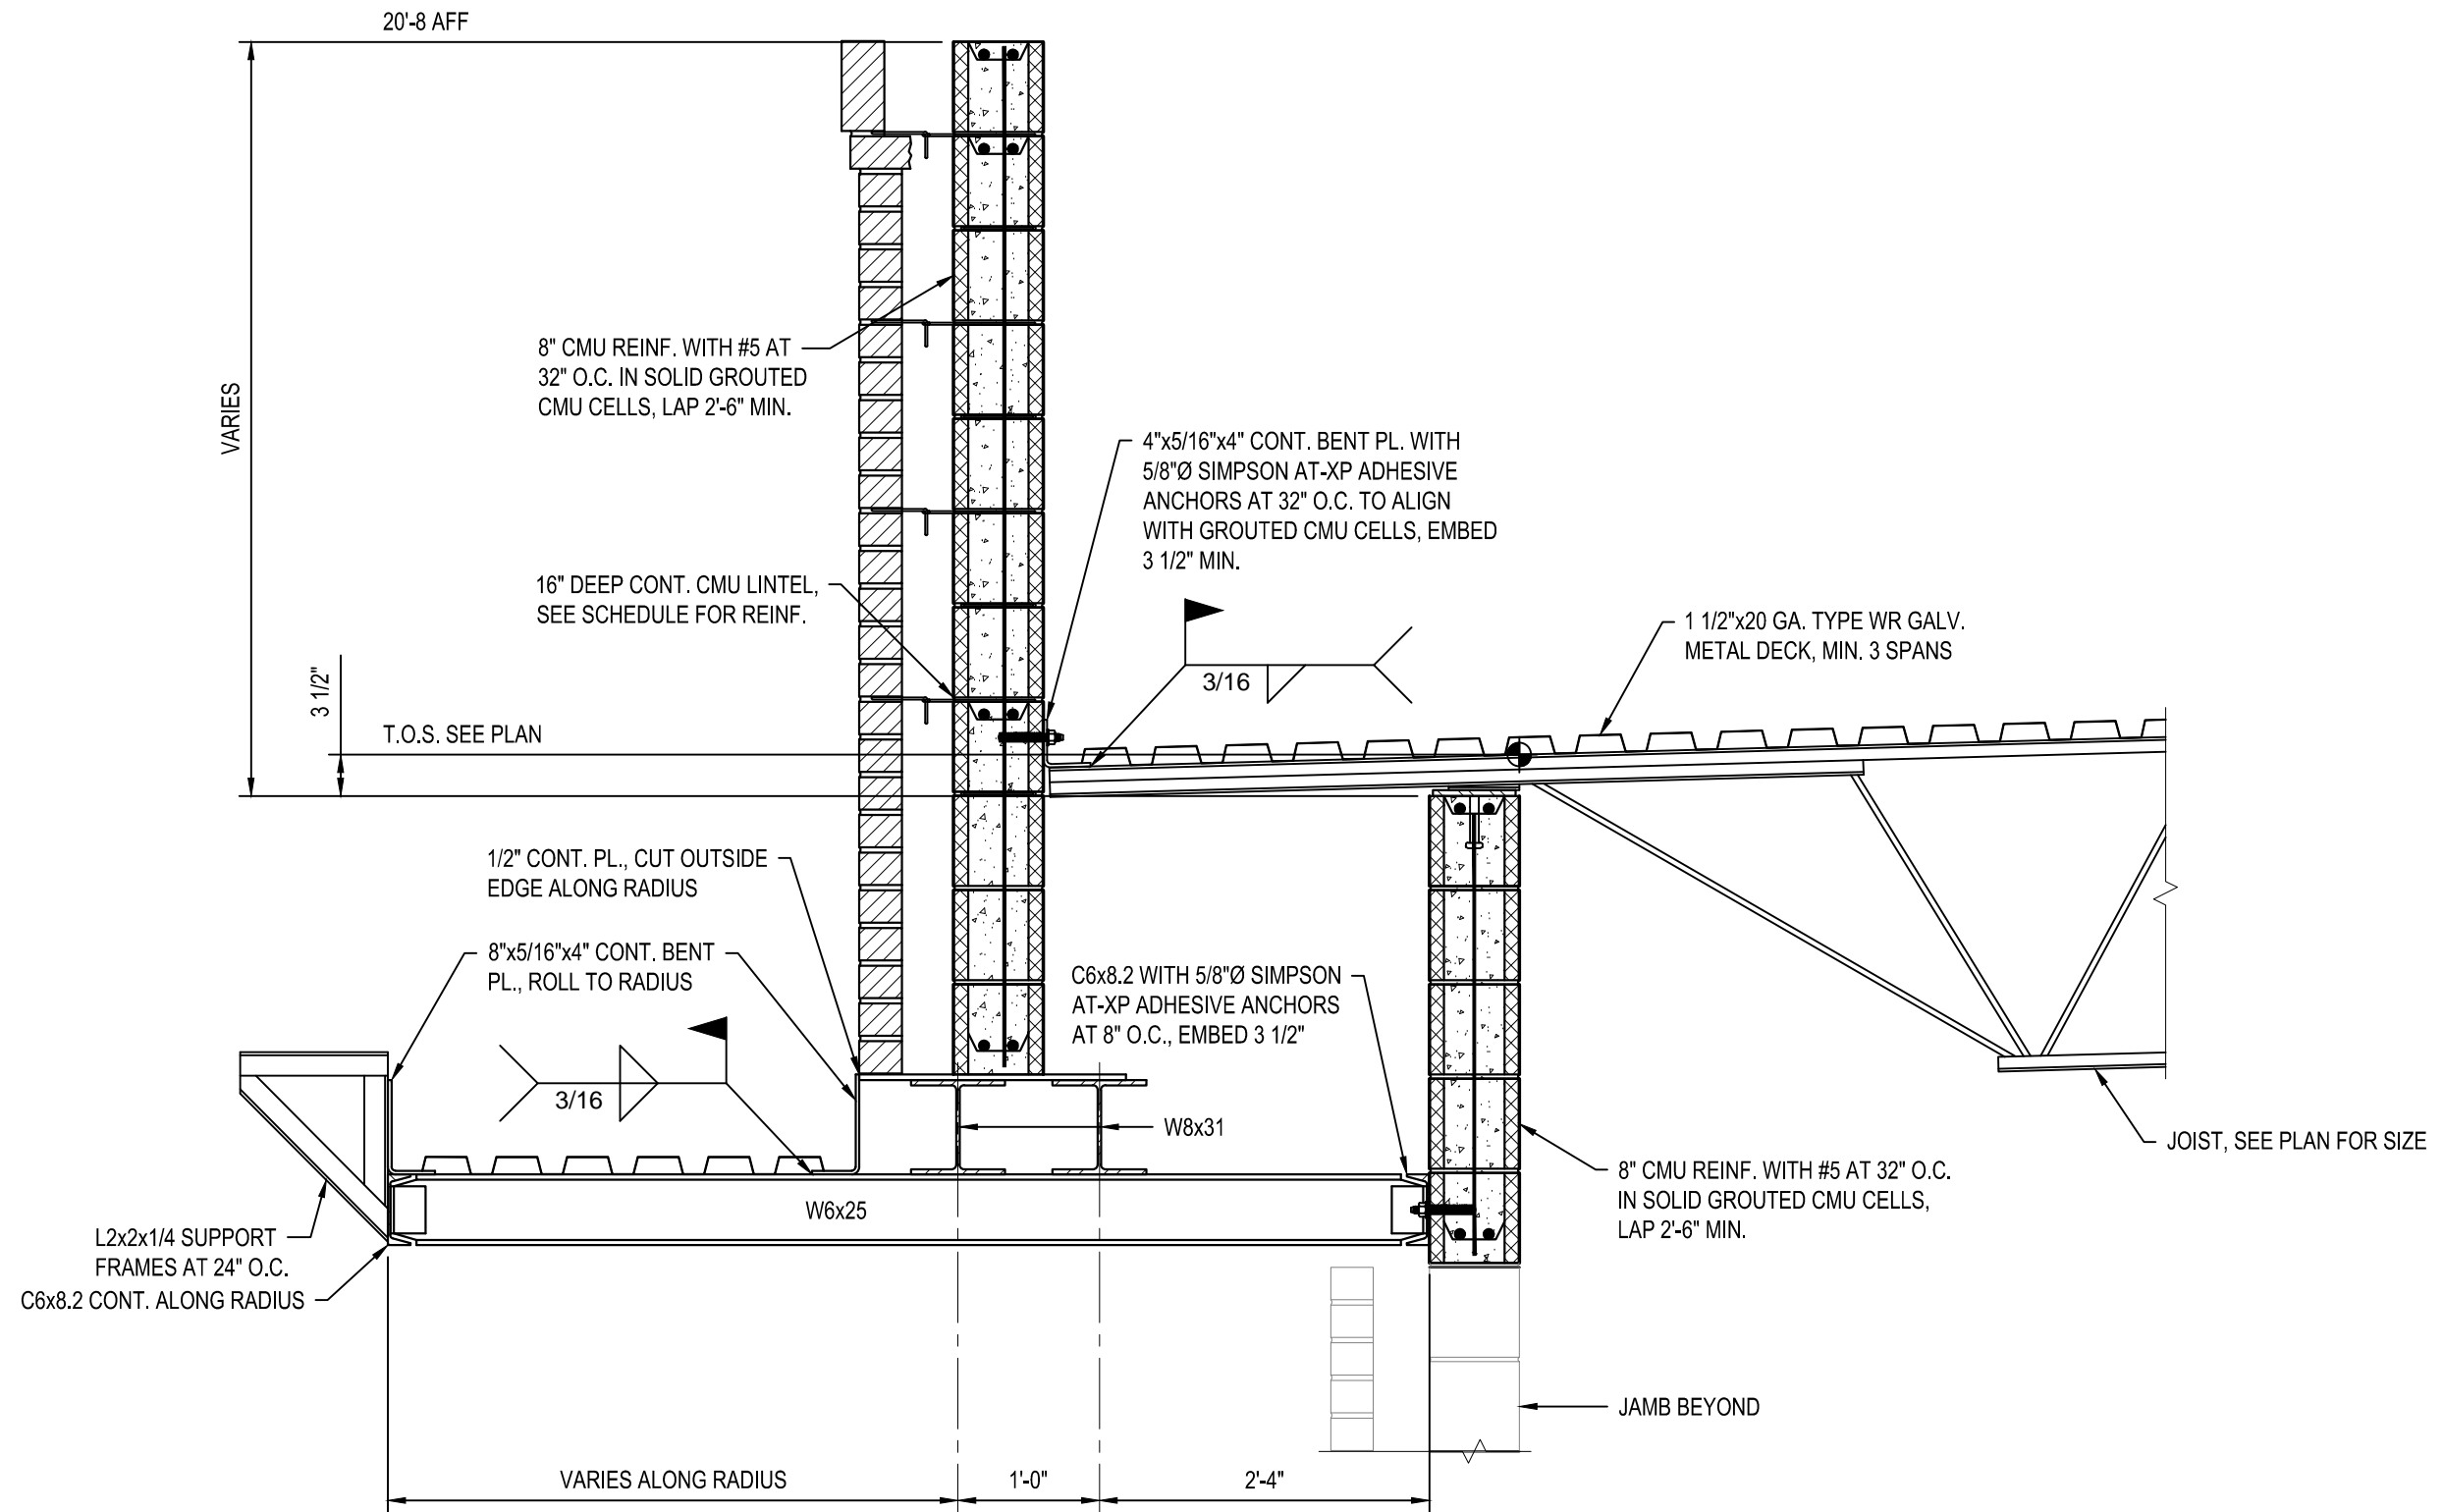 20'-8 AFF
VARIES
8" CMU REINF. WITH #5 AT
32" O.C. IN SOLID GROUTED
CMU CELLS, LAP 2'-6" MIN.
4"x5/16"x4" CONT. BENT PL. WITH
5/8"Ø SIMPSON AT-XP ADHESIVE
ANCHORS AT 32" O.C. TO ALIGN
WITH GROUTED CMU CELLS, EMBED
3 1/2" MIN.
16" DEEP CONT. CMU LINTEL,
SEE SCHEDULE FOR REINF.
3/16
1 1/2"x20 GA. TYPE WR GALV.
METAL DECK, MIN. 3 SPANS
3 1/2"
T.O.S. SEE PLAN
1/2" CONT. PL., CUT OUTSIDE
EDGE ALONG RADIUS
8"x5/16"x4" CONT. BENT
PL., ROLL TO RADIUS
C6x8.2 WITH 5/8"Ø SIMPSON
AT-XP ADHESIVE ANCHORS
AT 8" O.C., EMBED 3 1/2"
3/16
W8x31
JOIST, SEE PLAN FOR SIZE
8" CMU REINF. WITH #5 AT 32" O.C.
IN SOLID GROUTED CMU CELLS,
LAP 2'-6" MIN.
W6x25
L2x2x1/4 SUPPORT
FRAMES AT 24" O.C.
C6x8.2 CONT. ALONG RADIUS
JAMB BEYOND
VARIES ALONG RADIUS
1'-0"
2'-4"